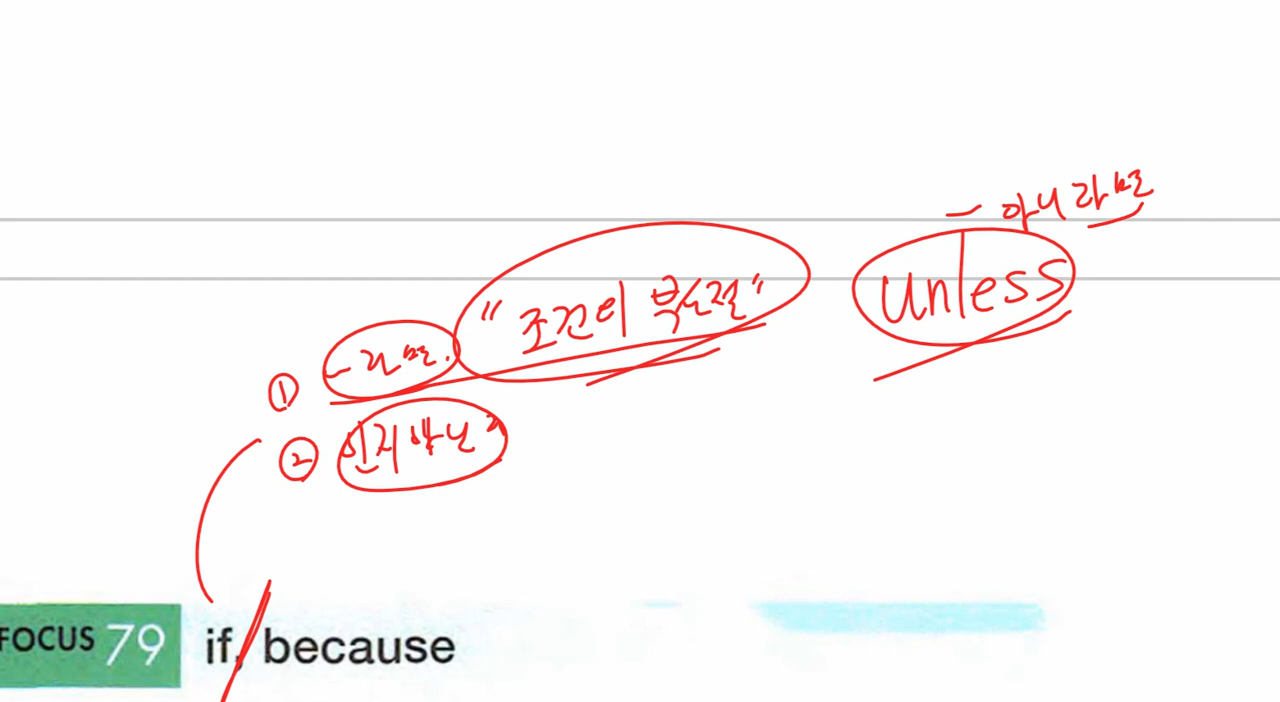 ~ 아니라면
① ~라면. "조건의 부사절" unless
② 인지 아닌지
FOCUS 79 if, because